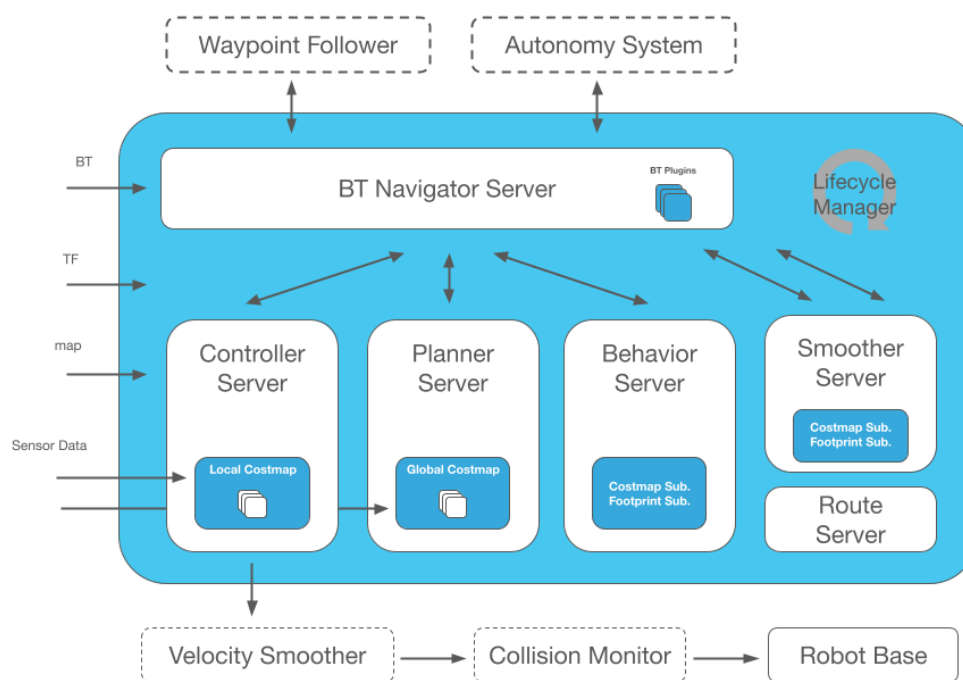 Waypoint Follower
Autonomy System
BT
BT Navigator Server
BT Plugins
Lifecycle
Manager
TF
map
Sensor Data
Controller
Server
Local Costmap
Planner
Server
Global Costmap
Behavior
Server
Costmap Sub.
Footprint Sub.
Smoother
Server
Costmap Sub.
Footprint Sub.
Route
Server
Velocity Smoother
Collision Monitor
Robot Base